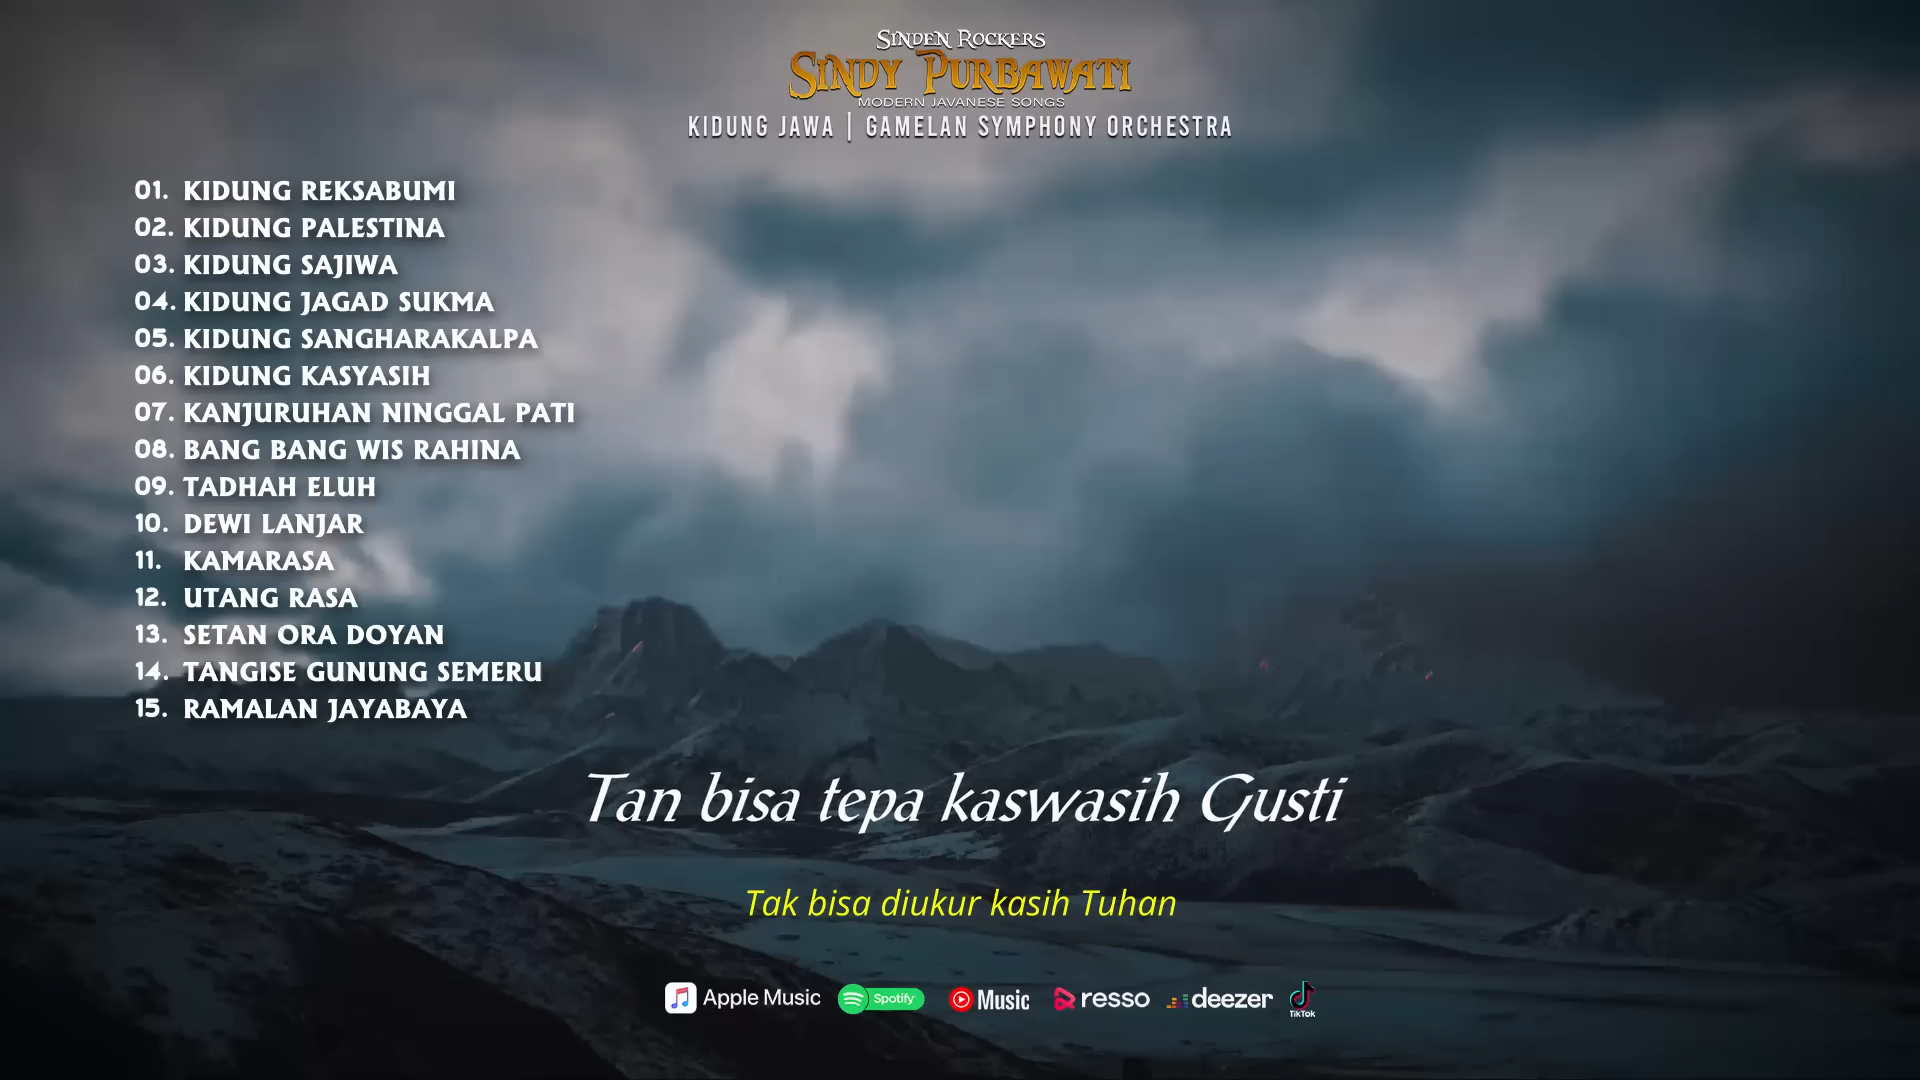 SINDEN ROCKERS
SINDY PURBAWATI
MODERN JAVANESE SONGS
KIDUNG JAWA | GAMELAN SYMPHONY ORCHESTRA
01. KIDUNG REKSABUMI
02. KIDUNG PALESTINA
03. KIDUNG SAJIWA
04. KIDUNG JAGAD SUKMA
05. KIDUNG SANGHARAKALPA
06. KIDUNG KASYASIH
07. KANJURUHAN NINGGAL PATI
08. BANG BANG WIS RAHINA
09. TADHAH ELUH
10. DEWI LANJAR
11. KAMARASA
12. UTANG RASA
13. SETAN ORA DOYAN
14. TANGISE GUNUNG SEMERU
15. RAMALAN JAYABAYA
Tan bisa tepa kaswasih Gusti
Tak bisa diukur kasih Tuhan
Apple Music Spotify Music resso deezer TikTok